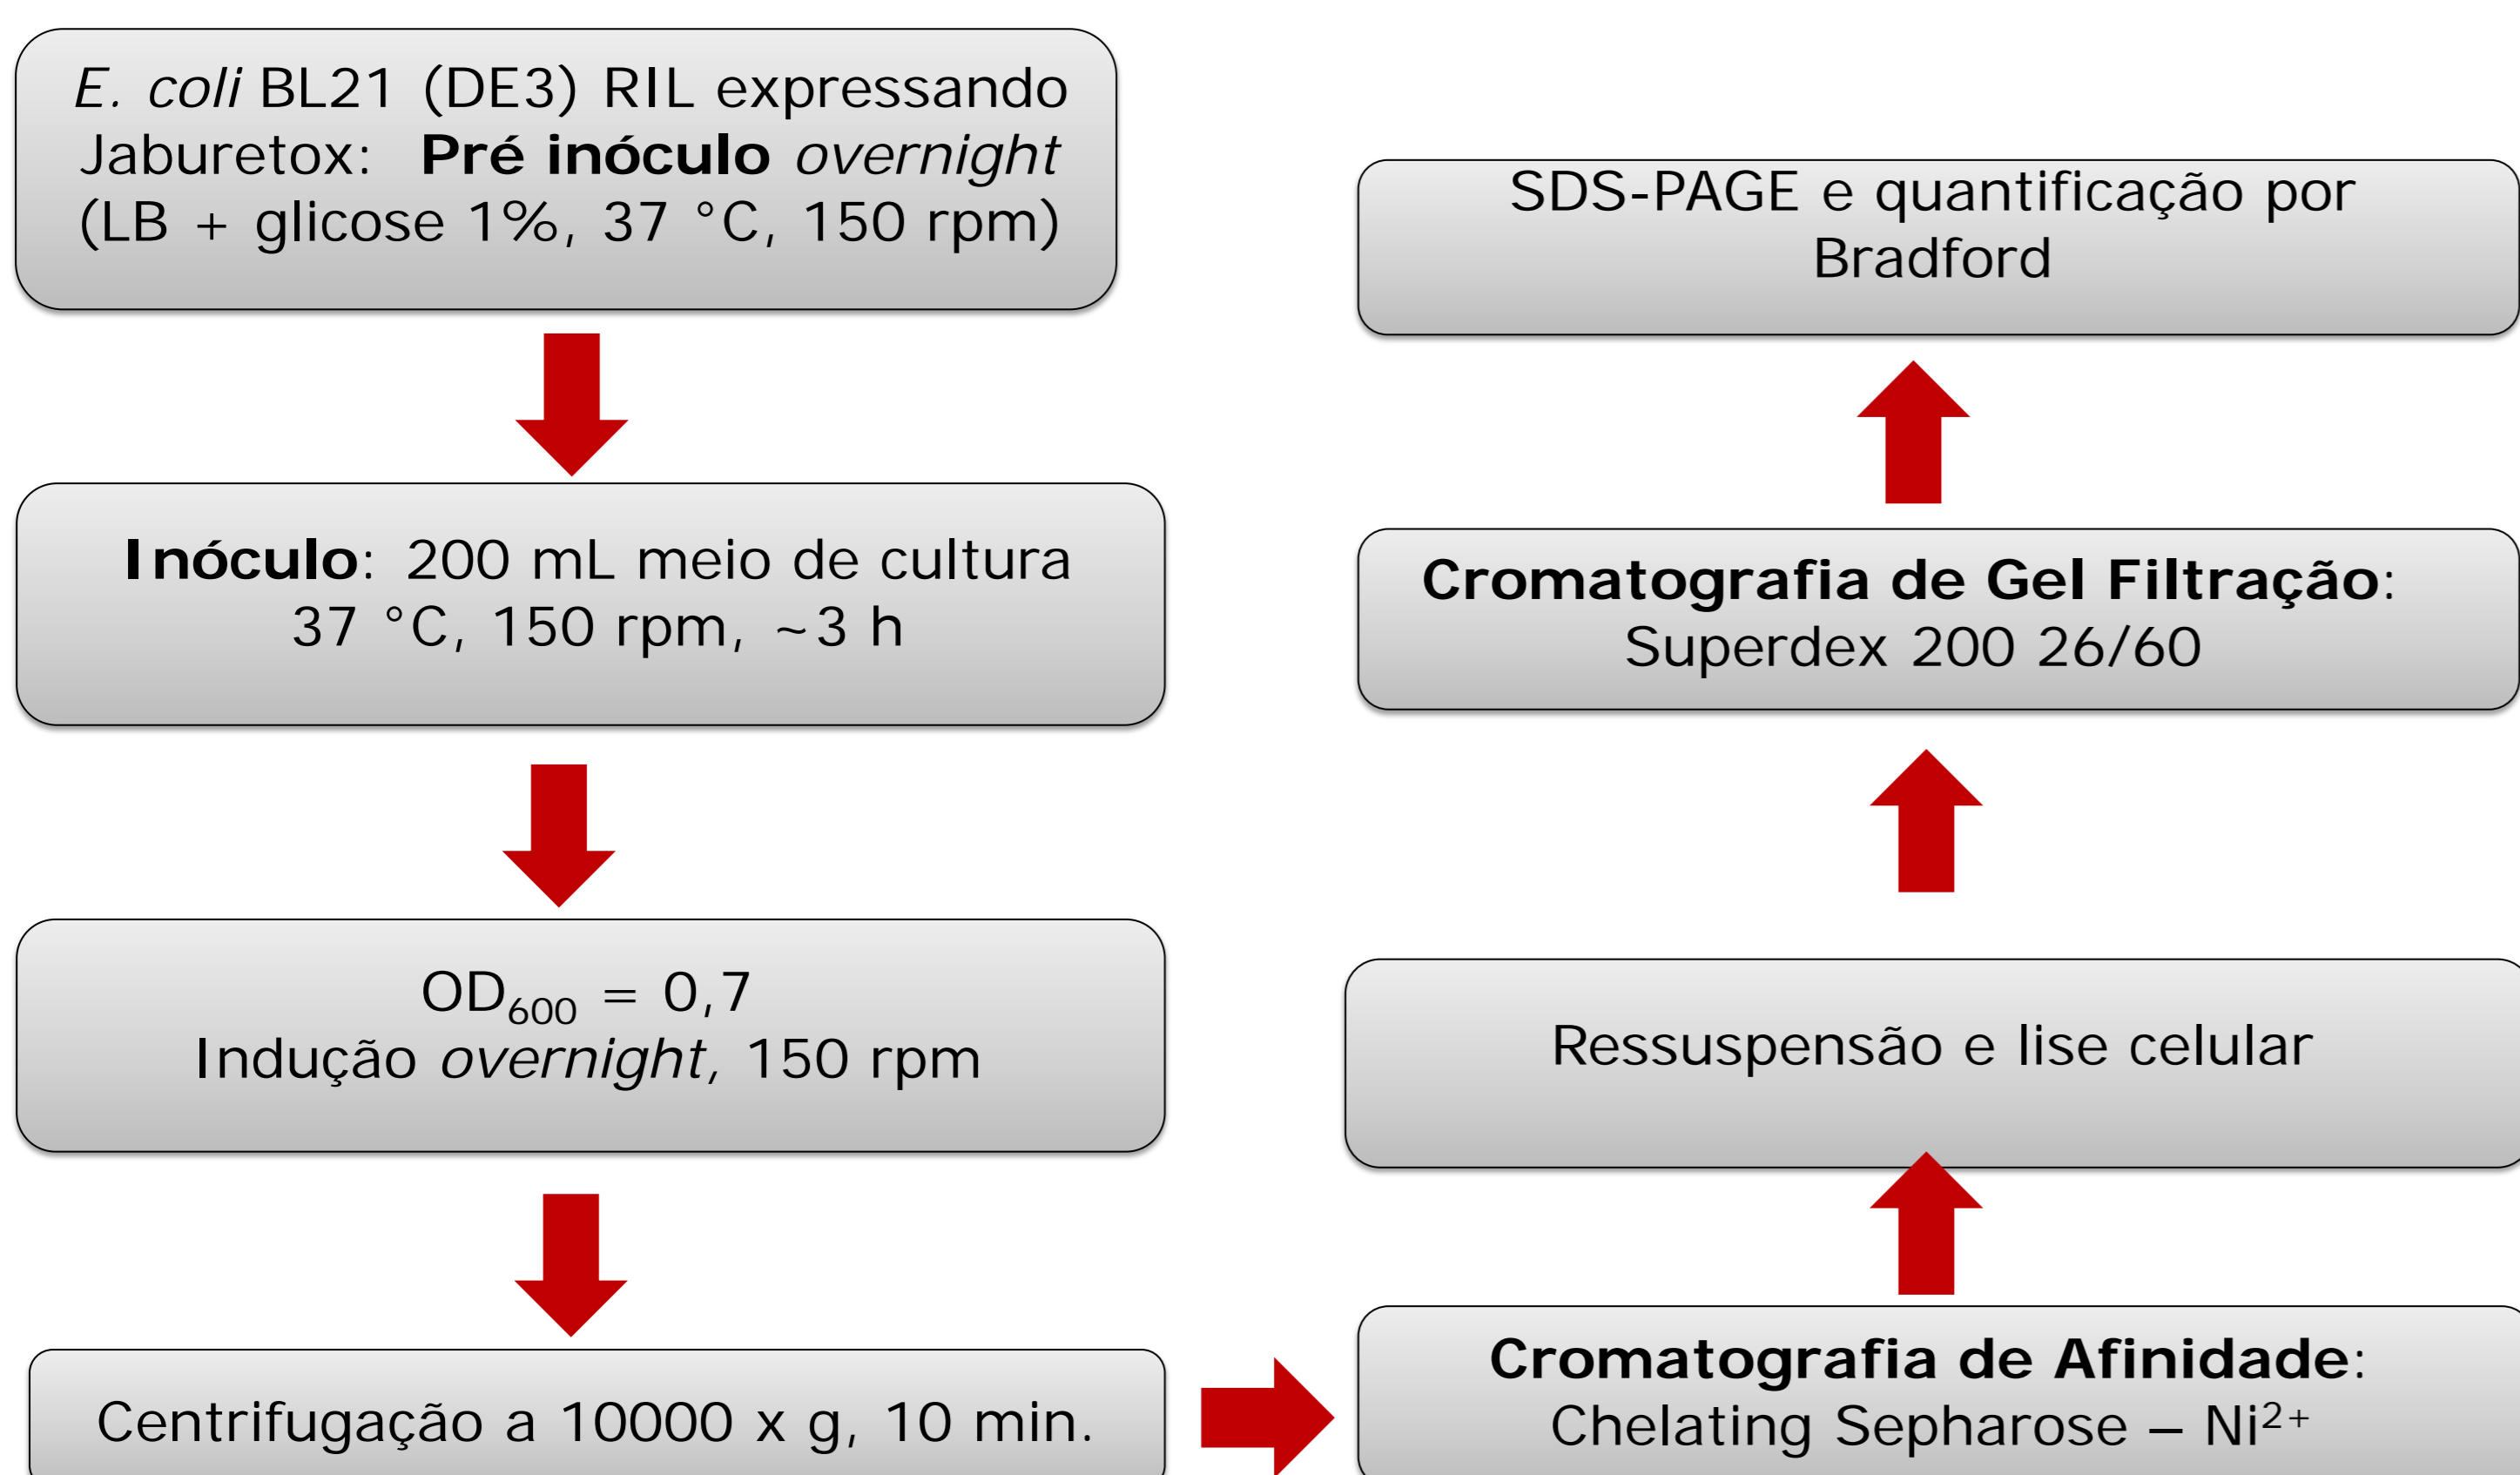 E. coli BL21 (DE3) RIL expressando
Jaburetox: Pré inóculo overnight
(LB + glicose 1%, 37 °C, 150 rpm)
Inóculo: 200 mL meio de cultura
37 °C, 150 rpm, ~3 h
OD₆₀₀ = 0,7
Indução overnight, 150 rpm
Centrifugação a 10000 x g, 10 min.
Cromatografia de Afinidade:
Chelating Sepharose – Ni²⁺
Ressuspensão e lise celular
Cromatografia de Gel Filtração:
Superdex 200 26/60
SDS-PAGE e quantificação por
Bradford